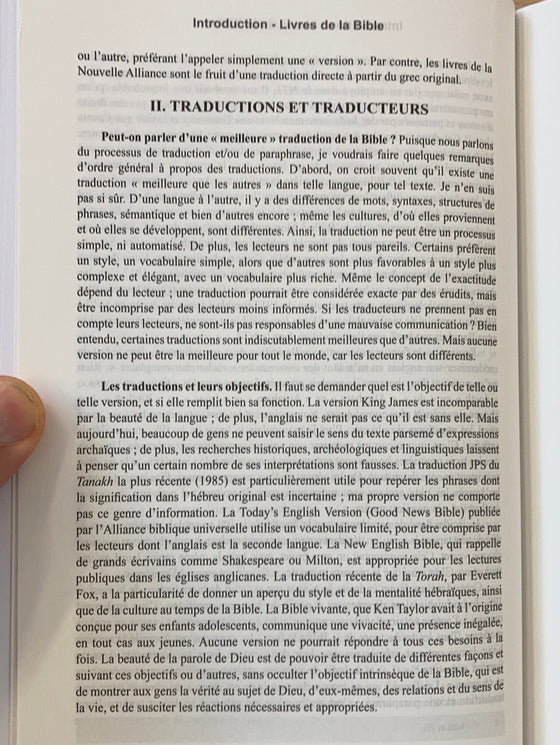 Introduction - Livres de la Bible
ou l'autre, préférant l'appeler simplement une « version ». Par contre, les livres de la
Nouvelle Alliance sont le fruit d'une traduction directe à partir du grec original.
II. TRADUCTIONS ET TRADUCTEURS
Peut-on parler d'une « meilleure » traduction de la Bible ? Puisque nous parlons
du processus de traduction et/ou de paraphrase, je voudrais faire quelques remarques
d'ordre général à propos des traductions. D'abord, on croit souvent qu'il existe une
traduction « meilleure que les autres » dans telle langue, pour tel texte. Je n'en suis
pas si sûr. D'une langue à l'autre, il y a des différences de mots, syntaxes, structures de
phrases, sémantique et bien d'autres encore ; même les cultures, d'où elles proviennent
et où elles se développent, sont différentes. Ainsi, la traduction ne peut être un processus
simple, ni automatisé. De plus, les lecteurs ne sont pas tous pareils. Certains préfèrent
un style, un vocabulaire simple, alors que d'autres sont plus favorables à un style plus
complexe et élégant, avec un vocabulaire plus riche. Même le concept de l'exactitude
dépend du lecteur ; une traduction pourrait être considérée exacte par des érudits, mais
être incomprise par des lecteurs moins informés. Si les traducteurs ne prennent pas en
compte leurs lecteurs, ne sont-ils pas responsables d'une mauvaise communication ? Bien
entendu, certaines traductions sont indiscutablement meilleures que d'autres. Mais aucune
version ne peut être la meilleure pour tout le monde, car les lecteurs sont différents.
Les traductions et leurs objectifs. Il faut se demander quel est l'objectif de telle ou
telle version, et si elle remplit bien sa fonction. La version King James est incomparable
par la beauté de la langue ; de plus, l'anglais ne serait pas ce qu'il est sans elle. Mais
aujourd'hui, beaucoup de gens ne peuvent saisir le sens du texte parsemé d'expressions
archaïques ; de plus, les recherches historiques, archéologiques et linguistiques laissent
à penser qu'un certain nombre de ses interprétations sont fausses. La traduction JPS du
Tanakh la plus récente (1985) est particulièrement utile pour repérer les phrases dont
la signification dans l'hébreu original est incertaine ; ma propre version ne comporte
pas ce genre d'information. La Today's English Version (Good News Bible) publiée
par l'Alliance biblique universelle utilise un vocabulaire limité, pour être comprise par
les lecteurs dont l'anglais est la seconde langue. La New English Bible, qui rappelle
de grands écrivains comme Shakespeare ou Milton, est appropriée pour les lectures
publiques dans les églises anglicanes. La traduction récente de la Torah, par Everett
Fox, a la particularité de donner un aperçu du style et de la mentalité hébraïques, ainsi
que de la culture au temps de la Bible. La Bible vivante, que Ken Taylor avait à l'origine
conçue pour ses enfants adolescents, communique une vivacité, une présence inégalée,
en tout cas aux jeunes. Aucune version ne pourrait répondre à tous ces besoins à la
fois. La beauté de la parole de Dieu est de pouvoir être traduite de différentes façons et
suivant ces objectifs ou d'autres, sans occulter l'objectif intrinsèque de la Bible, qui est
de montrer aux gens la vérité au sujet de Dieu, d'eux-mêmes, des relations et du sens de
la vie, et de susciter les réactions nécessaires et appropriées.